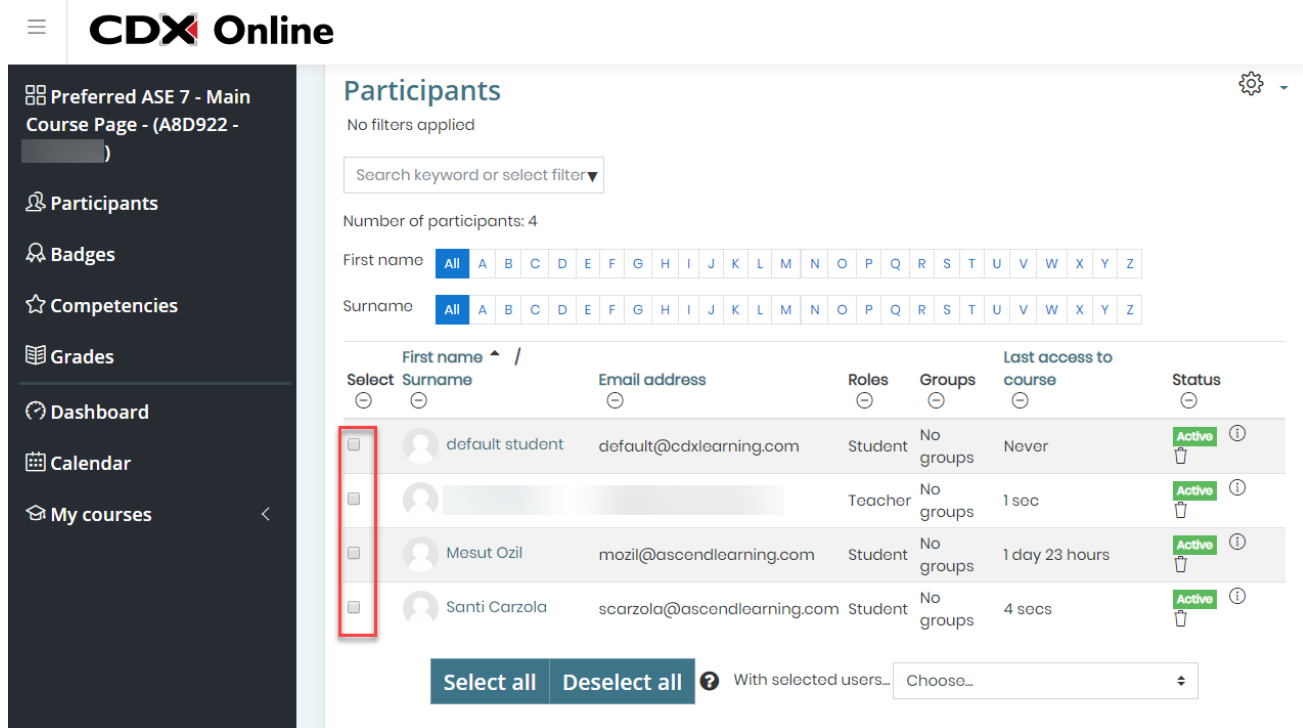 CDX Online
Preferred ASE 7 - Main
Course Page - (A8D922 -
)
Participants
Badges
Competencies
Grades
Dashboard
Calendar
My courses
Participants
No filters applied
Search keyword or select filter
Number of participants: 4
First name All A B C D E F G H I J K L M N O P Q R S T U V W X Y Z
Surname All A B C D E F G H I J K L M N O P Q R S T U V W X Y Z
Select First name / Surname Email address Roles Groups Last access to course Status
default student default@cdxlearning.com Student No groups Never Active
Teacher No groups 1 sec Active
Mesut Ozil mozil@ascendlearning.com Student No groups 1 day 23 hours Active
Santi Carzola scarzola@ascendlearning.com Student No groups 4 secs Active
Select all Deselect all With selected users... Choose...